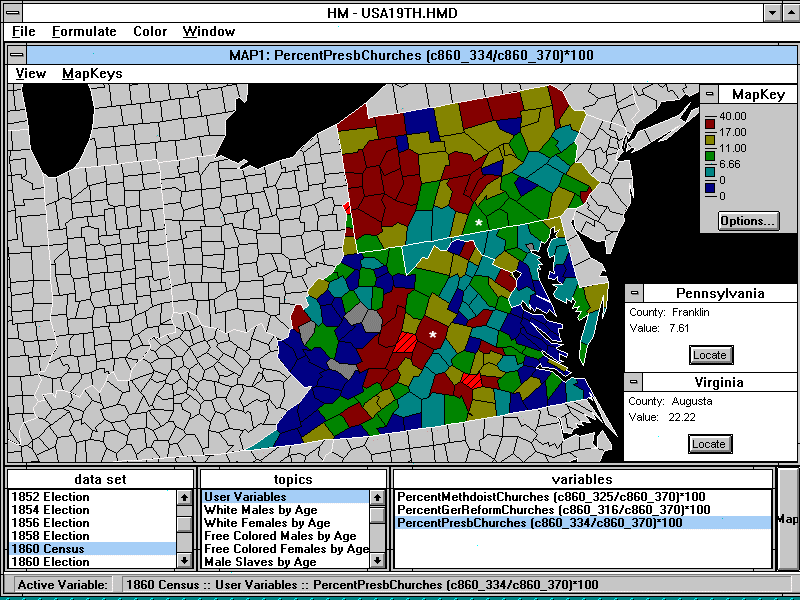 HM - USA19TH.HMD
File Formulate Color Window
MAP1: PercentPresbChurches (c860_334/c860_370)*100
View MapKeys
MapKey
40.00
17.00
11.00
6.66
0
0
Options...
*
*
Pennsylvania
County: Franklin
Value: 7.61
Locate
Virginia
County: Augusta
Value: 22.22
Locate
data set
1852 Election
1854 Election
1856 Election
1858 Election
1860 Census
1860 Election
topics
User Variables
White Males by Age
White Females by Age
Free Colored Males by Age
Free Colored Females by Age
Male Slaves by Age
variables
PercentMethdoistChurches (c860_325/c860_370)*100
PercentGerReformChurches (c860_316/c860_370)*100
PercentPresbChurches (c860_334/c860_370)*100
Map
Active Variable: 1860 Census :: User Variables :: PercentPresbChurches (c860_334/c860_370)*100